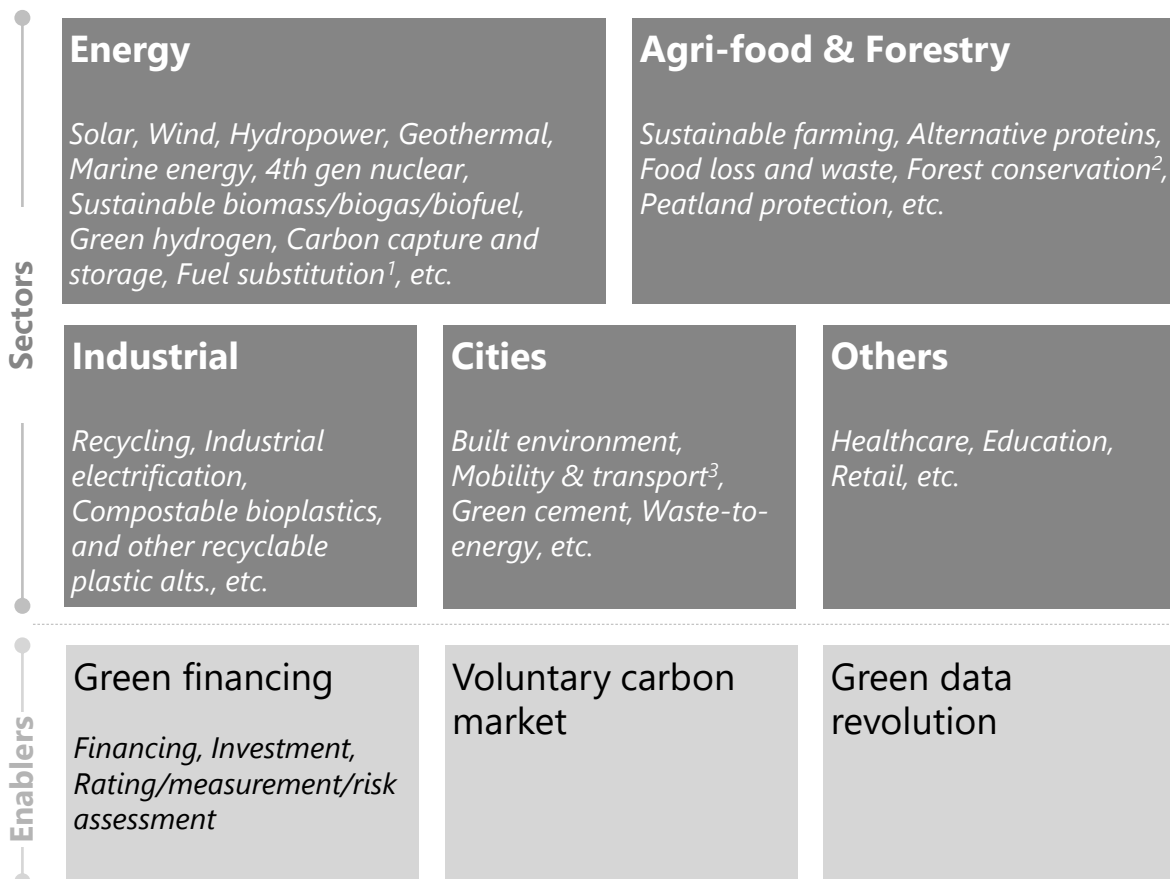 Sectors
Energy
Solar, Wind, Hydropower, Geothermal,
Marine energy, 4th gen nuclear,
Sustainable biomass/biogas/biofuel,
Green hydrogen, Carbon capture and
storage, Fuel substitution¹, etc.
Agri-food & Forestry
Sustainable farming, Alternative proteins,
Food loss and waste, Forest conservation²,
Peatland protection, etc.
Industrial
Recycling, Industrial
electrification,
Compostable bioplastics,
and other recyclable
plastic alts., etc.
Cities
Built environment,
Mobility & transport³,
Green cement, Waste-to-
energy, etc.
Others
Healthcare, Education,
Retail, etc.
Enablers
Green financing
Financing, Investment,
Rating/measurement/risk
assessment
Voluntary carbon
market
Green data
revolution